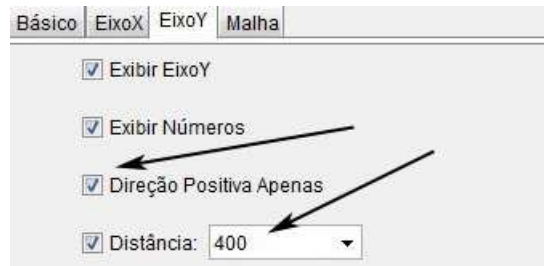 Básico EixoX EixoY Malha
Exibir EixoY
Exibir Números
Direção Positiva Apenas
Distância: 400